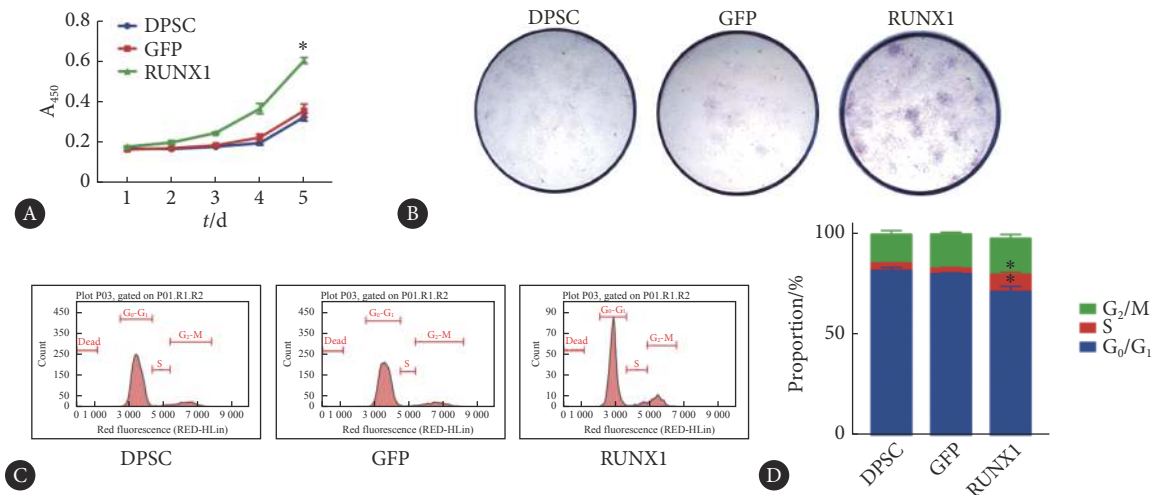 DPSC
GFP
RUNX1
*
0.8
0.6
0.4
0.2
0
A450
1 2 3 4 5
t/d
A
DPSC GFP RUNX1
B
Plot P03, gated on P01.R1.R2
450
350
250
150
50
0
Count
Dead
G₀-G₁
S
G₂-M
0 1 000 3 000 5 000 7 000 9 000
Red fluorescence (RED-HLin)
DPSC
Plot P03, gated on P01.R1.R2
450
350
250
150
50
0
Count
Dead
G₀-G₁
S
G₂-M
0 1 000 3 000 5 000 7 000 9 000
Red fluorescence (RED-HLin)
GFP
Plot P03, gated on P01.R1.R2
90
70
50
30
10
0
Count
Dead
G₀-G₁
S
G₂-M
0 1 000 3 000 5 000 7 000 9 000
Red fluorescence (RED-HLin)
RUNX1
C
100
50
0
Proportion/%
*
*
DPSC GFP RUNX1
G₂/M
S
G₀/G₁
D